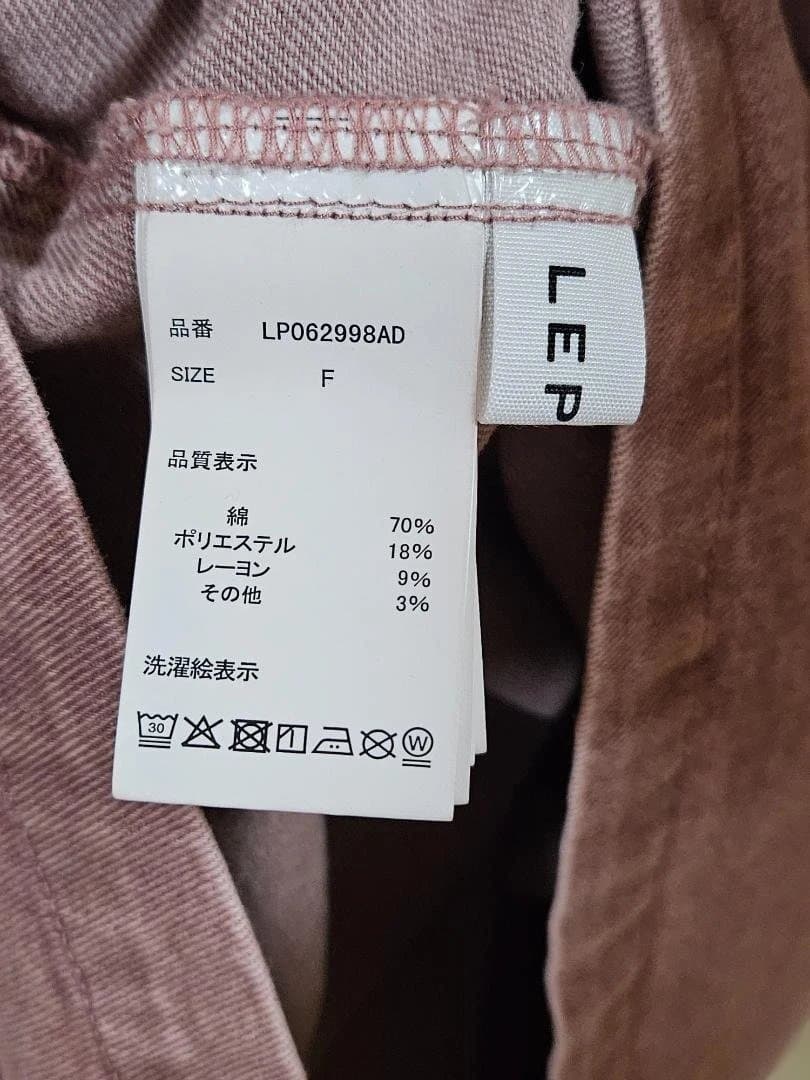 品番 LP062998AD
SIZE F
品質表示
綿 70%
ポリエステル 18%
レーヨン 9%
その他 3%
洗濯絵表示
30 W
LEP